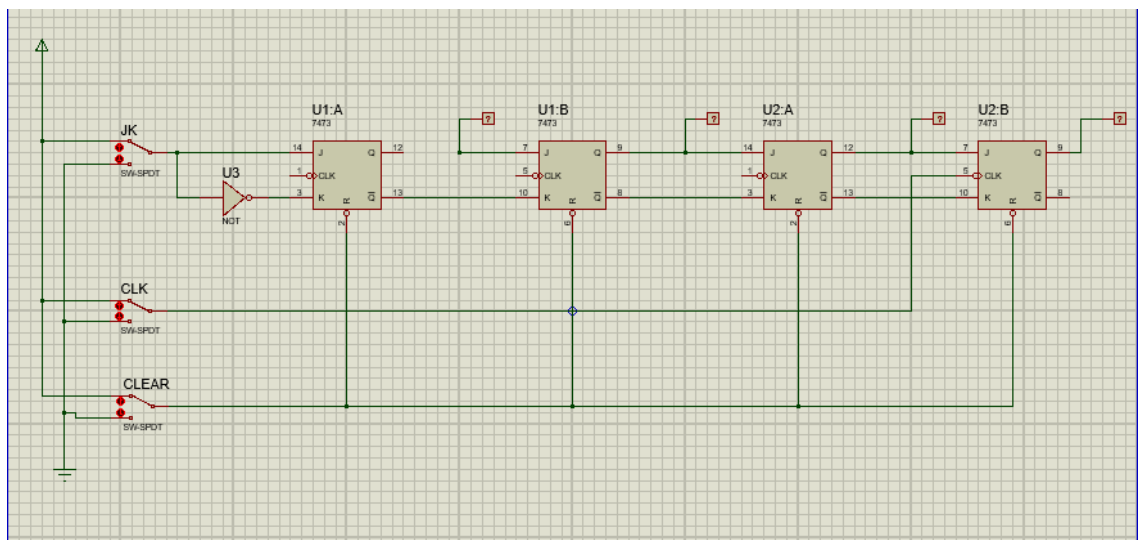 JK
SW-SPDT
U3
NOT
U1:A
7473
14
J
Q
12
1
CLK
3
K
Q
13
R
2
?
U1:B
7473
7
J
Q
9
5
CLK
10
K
Q
8
R
6
?
U2:A
7473
14
J
Q
12
1
CLK
3
K
Q
13
R
2
?
U2:B
7473
7
J
Q
9
5
CLK
10
K
Q
8
R
6
?
CLK
SW-SPDT
CLEAR
SW-SPDT